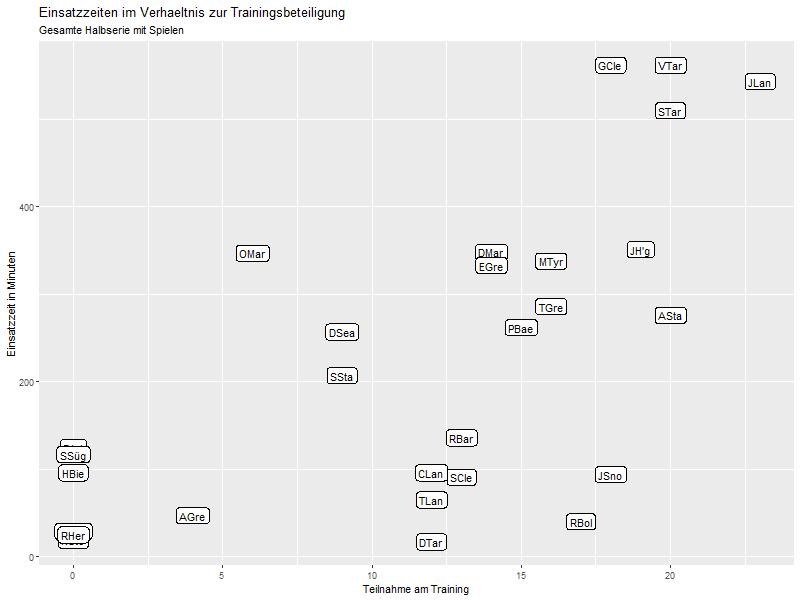 Einsatzzeiten im Verhaeltnis zur Trainingsbeteiligung
Gesamte Halbserie mit Spielen
GCle VTar
JLan
STar
400
OMar DMar JH'g
EGre MTyr
TGre
PBae ASta
DSea
200
SSta
RBar
SSüg
HBie CLan SCle JSno
TLan
AGre RBol
RHer DTar
0
0 5 10 15 20
Teilnahme am Training
Einsatzzeit in Minuten